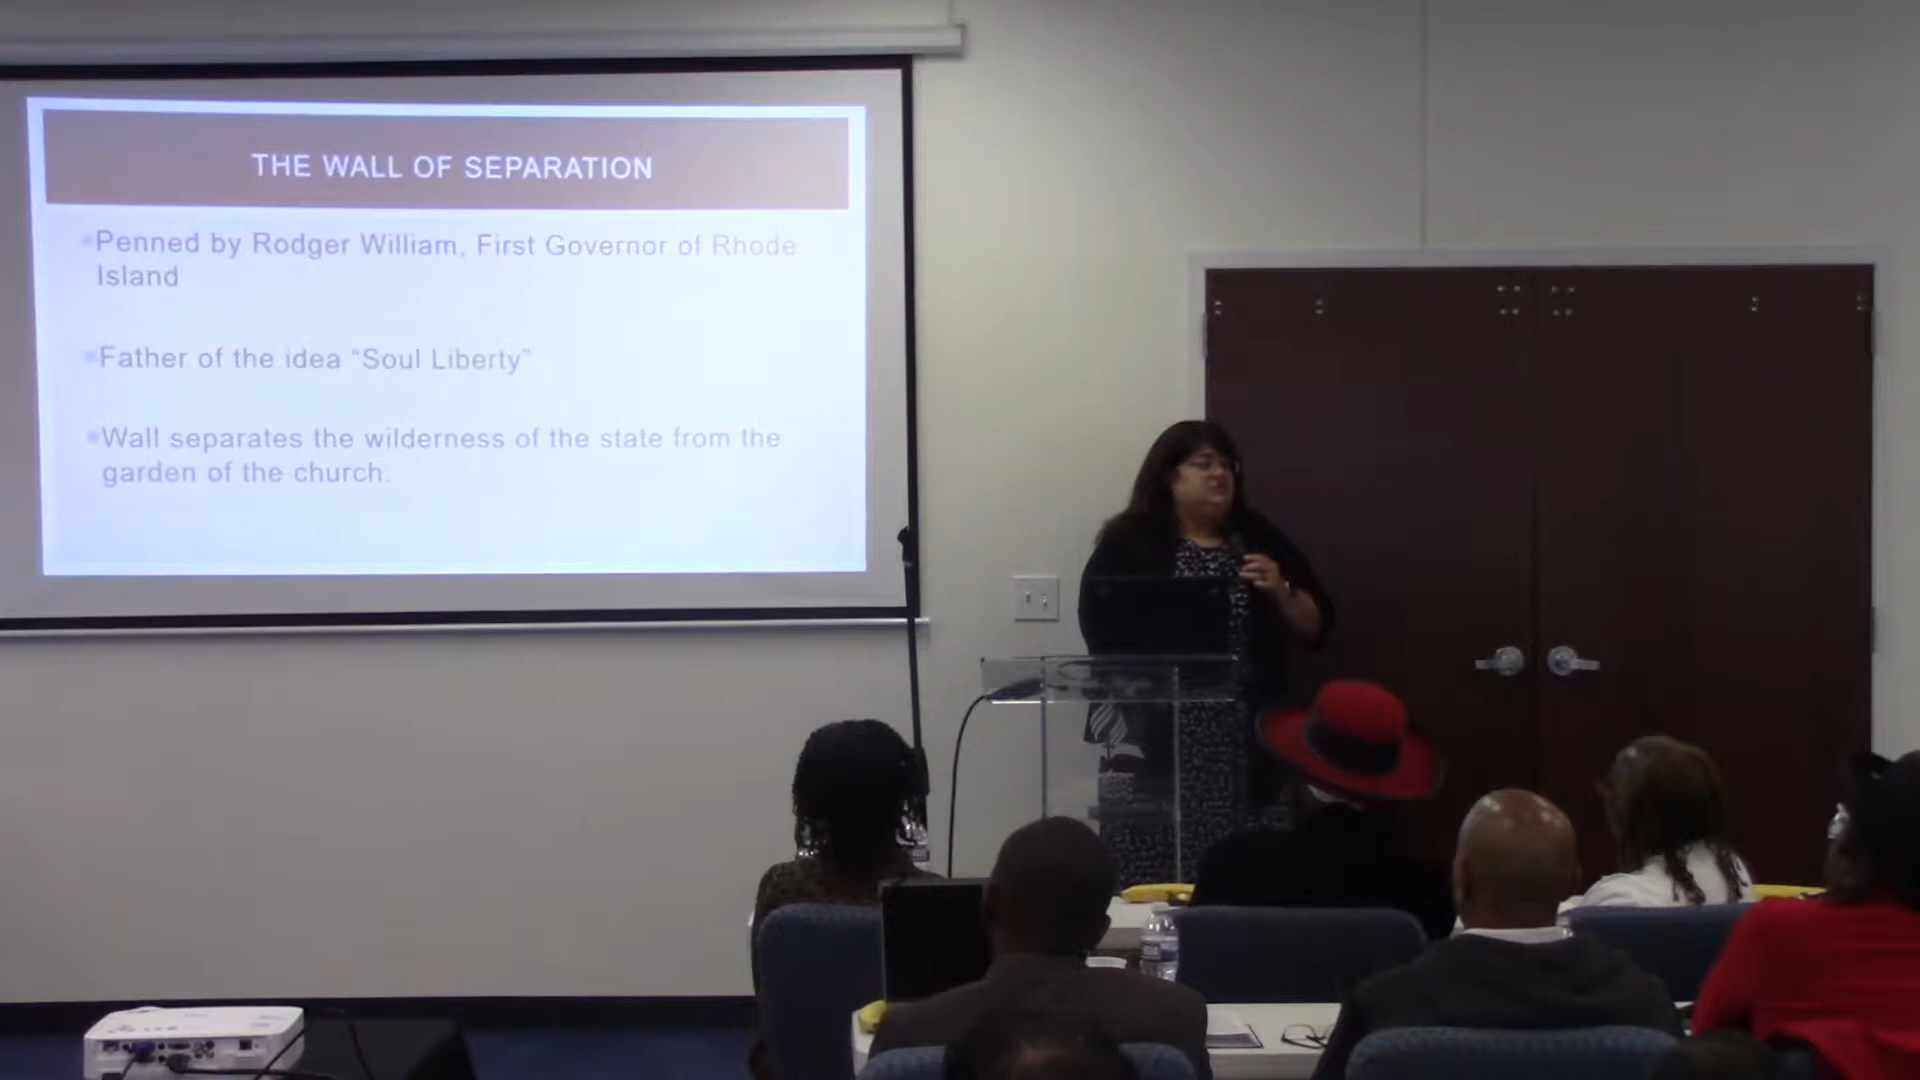 THE WALL OF SEPARATION
Penned by Rodger William, First Governor of Rhode
Island
Father of the idea “Soul Liberty”
Wall separates the wilderness of the state from the
garden of the church.